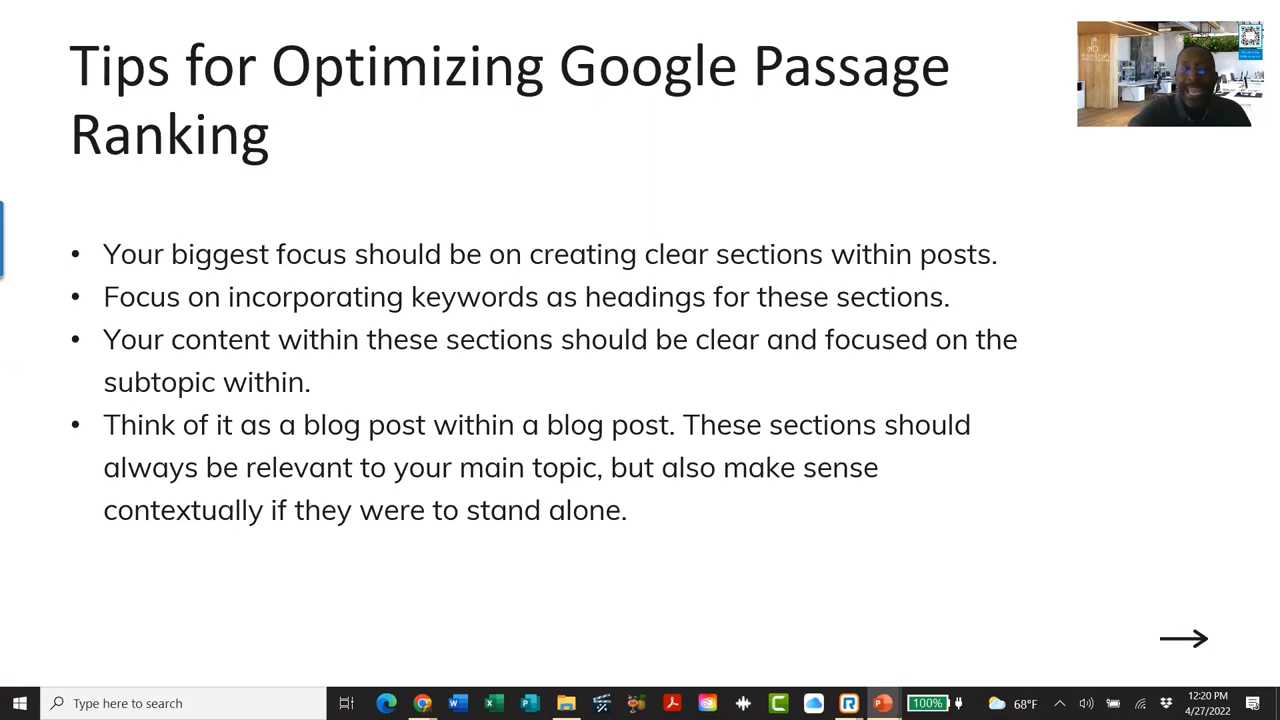 Tips for Optimizing Google Passage
Ranking
• Your biggest focus should be on creating clear sections within posts.
• Focus on incorporating keywords as headings for these sections.
• Your content within these sections should be clear and focused on the
subtopic within.
• Think of it as a blog post within a blog post. These sections should
always be relevant to your main topic, but also make sense
contextually if they were to stand alone.
Type here to search
100%
68°F
12:20 PM
4/27/2022